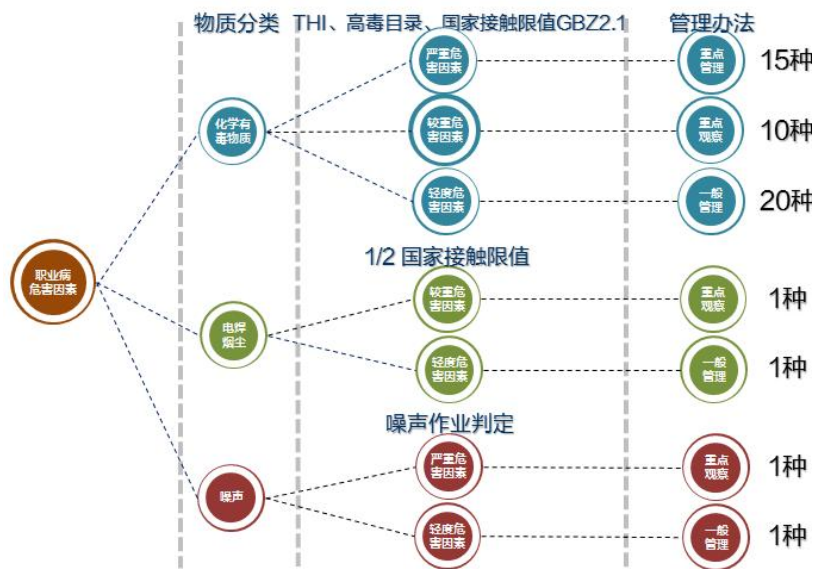 物质分类 THI、高毒目录、国家接触限值GBZ2.1 管理办法
严重危
害因素
重点
管理
15种
化学有
毒物质
较重危
害因素
重点
观察
10种
轻度危
害因素
一般
管理
20种
职业病
危害因素
1/2 国家接触限值
较重危
害因素
重点
观察
1种
电焊
烟尘
轻度危
害因素
一般
管理
1种
噪声作业判定
严重危
害因素
重点
观察
1种
噪声
轻度危
害因素
一般
管理
1种